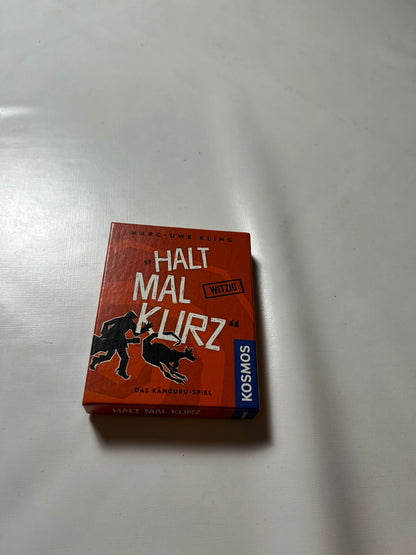 MARC-UWE KLING
„HALT
MAL
WITZIG
KURZ“
DAS KÄNGURU-SPIEL
KOSMOS
HALT MAL KURZ